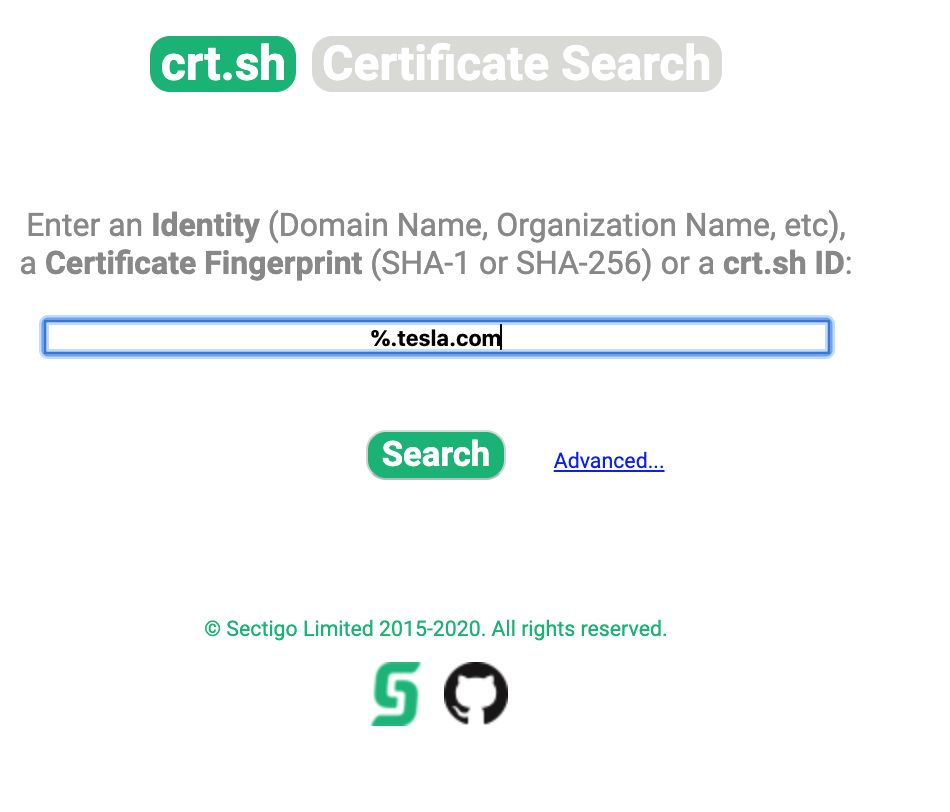 crt.sh Certificate Search
Enter an Identity (Domain Name, Organization Name, etc),
a Certificate Fingerprint (SHA-1 or SHA-256) or a crt.sh ID:
%.tesla.com
Search Advanced...
© Sectigo Limited 2015-2020. All rights reserved.